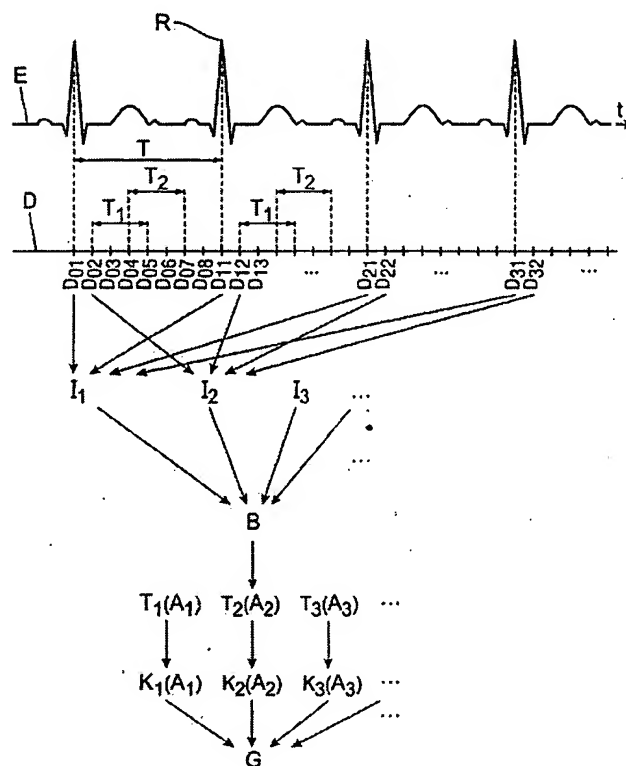 R
E
t
T
T2
T2
D
T1
T1
D01 D02 D03 D04 D05 D06 D07 D08 D11 D12 D13 ... D21 D22 D31 D32 ...
I1 I2 I3 ...
...
B
T1(A1) T2(A2) T3(A3) ...
K1(A1) K2(A2) K3(A3) ...
...
G